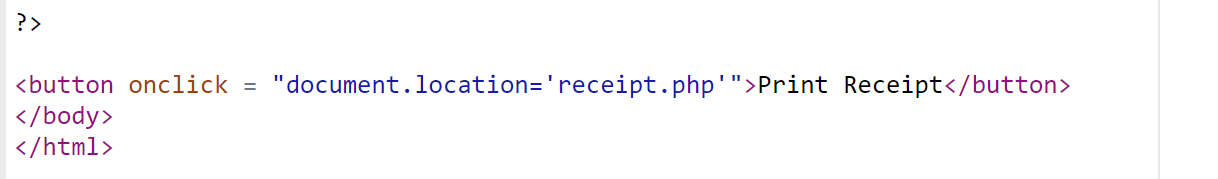 ?>
<button onclick = "document.location='receipt.php'">Print Receipt</button>
</body>
</html>